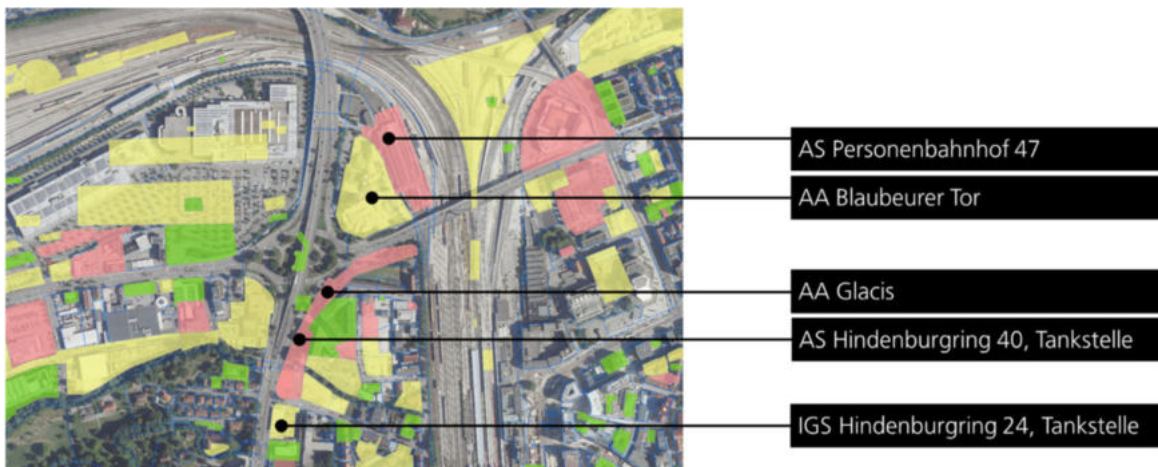 AS Personenbahnhof 47
AA Blaubeurer Tor
AA Glacis
AS Hindenburgring 40, Tankstelle
IGS Hindenburgring 24, Tankstelle